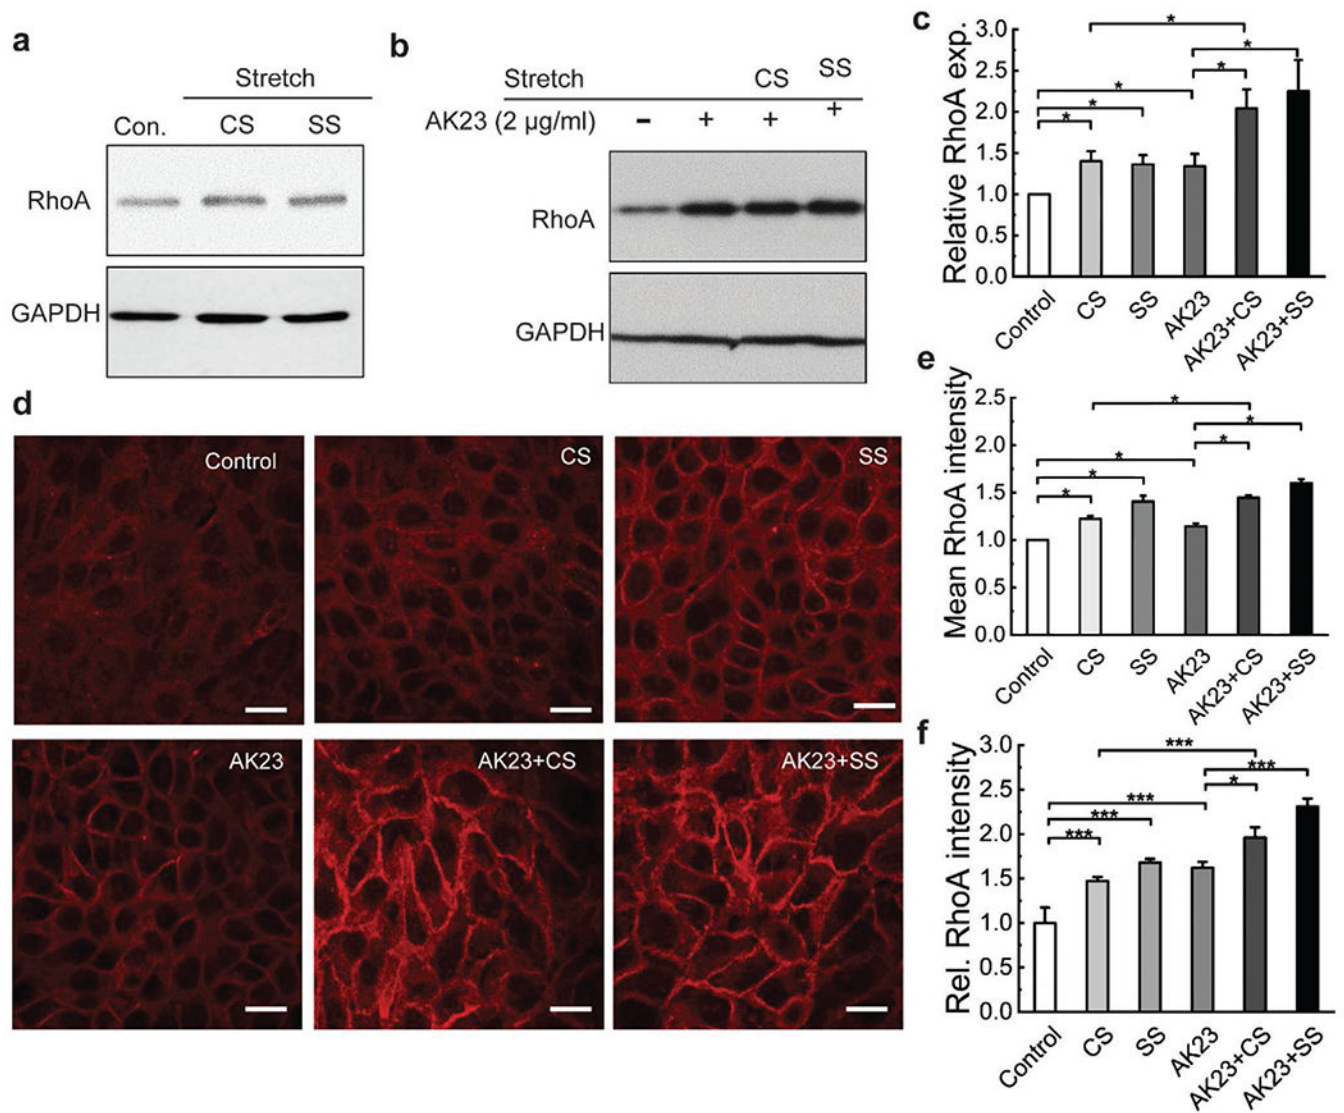 a
Stretch
Con.
CS
SS
RhoA
GAPDH
b
Stretch
CS
SS
AK23 (2 µg/ml)
- + + +
RhoA
GAPDH
c
Relative RhoA exp.
3.0
2.5
2.0
1.5
1.0
0.5
0.0
*
*
*
*
*
*
Control
CS
SS
AK23
AK23+CS
AK23+SS
d
Control
CS
SS
AK23
AK23+CS
AK23+SS
e
Mean RhoA intensity
2.5
2.0
1.5
1.0
0.5
0.0
*
*
*
*
*
*
Control
CS
SS
AK23
AK23+CS
AK23+SS
f
Rel. RhoA intensity
3.0
2.5
2.0
1.5
1.0
0.5
0.0
***
***
*
***
***
***
Control
CS
SS
AK23
AK23+CS
AK23+SS